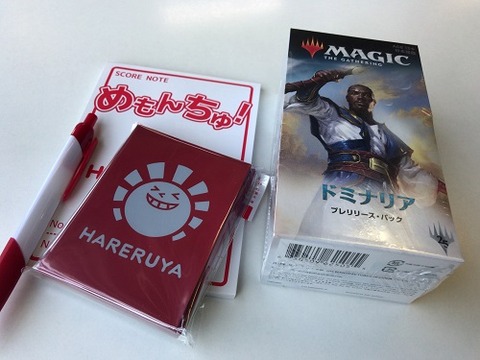 SCORE NOTE
めもんちゅ!
H
No
N
HARERUYA
MAGIC
THE GATHERING
ドミナリア
プレリリース・パック